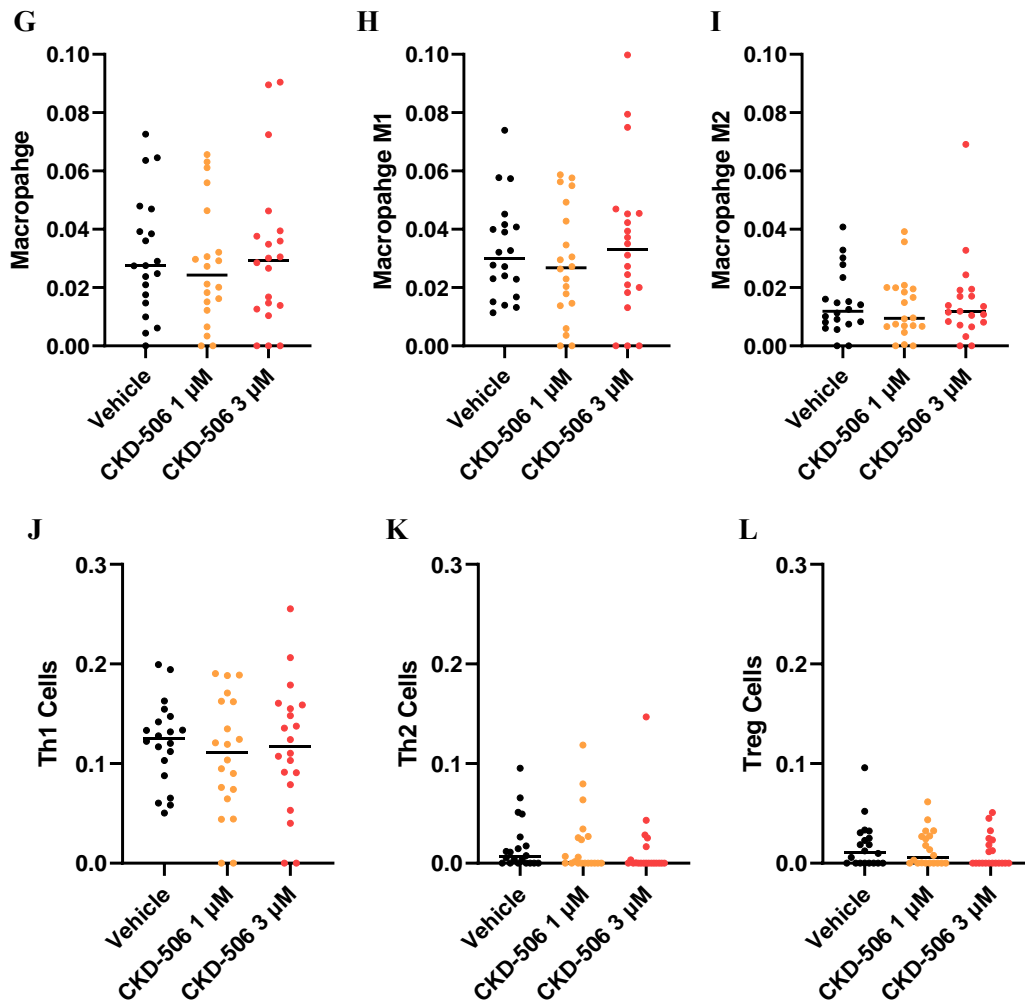 G
H
I
Macropahge
0.10
0.08
0.06
0.04
0.02
0.00
Vehicle
CKD-506 1 μM
CKD-506 3 μM
Macropahge M1
0.10
0.08
0.06
0.04
0.02
0.00
Vehicle
CKD-506 1 μM
CKD-506 3 μM
Macropahge M2
0.10
0.08
0.06
0.04
0.02
0.00
Vehicle
CKD-506 1 μM
CKD-506 3 μM
J
K
L
Th1 Cells
0.3
0.2
0.1
0.0
Vehicle
CKD-506 1 μM
CKD-506 3 μM
Th2 Cells
0.3
0.2
0.1
0.0
Vehicle
CKD-506 1 μM
CKD-506 3 μM
Treg Cells
0.3
0.2
0.1
0.0
Vehicle
CKD-506 1 μM
CKD-506 3 μM